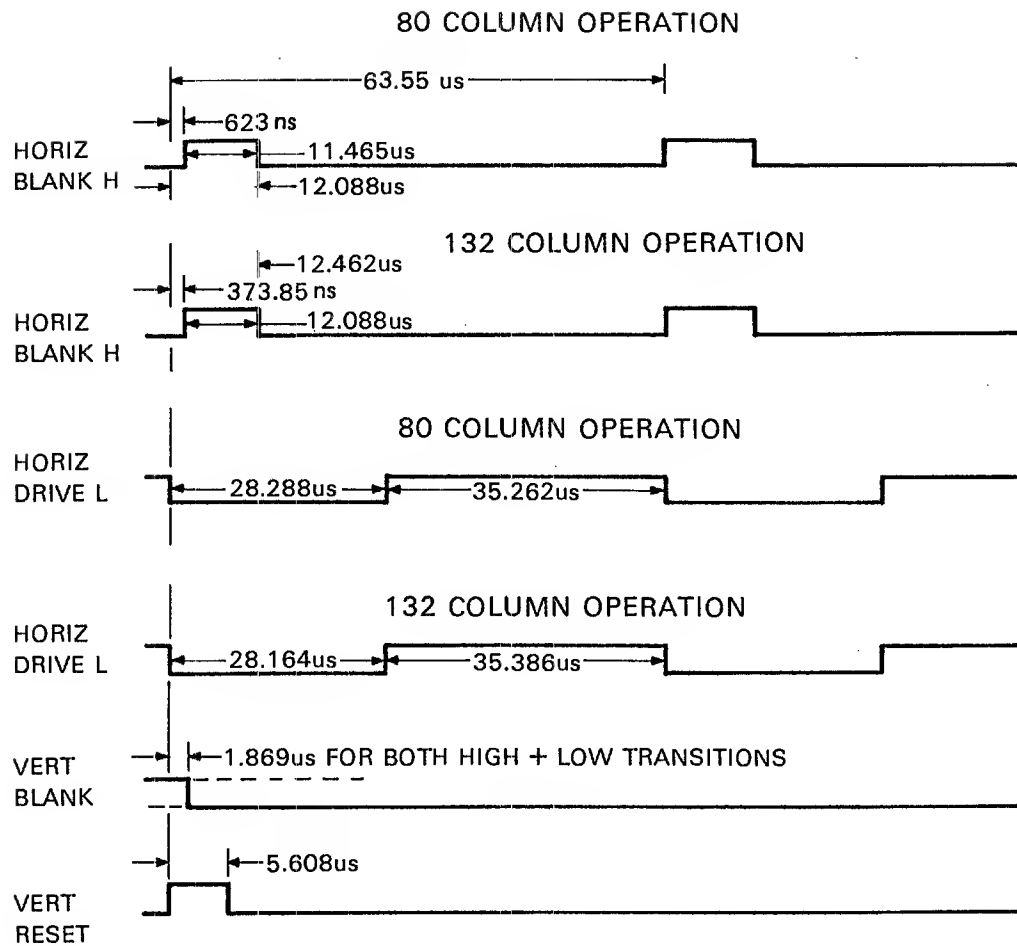 80 COLUMN OPERATION
63.55 us
623 ns
HORIZ
BLANK H
11.465us
12.088us
132 COLUMN OPERATION
12.462us
373.85 ns
HORIZ
BLANK H
12.088us
80 COLUMN OPERATION
HORIZ
DRIVE L
28.288us
35.262us
132 COLUMN OPERATION
HORIZ
DRIVE L
28.164us
35.386us
VERT
BLANK
1.869us FOR BOTH HIGH + LOW TRANSITIONS
5.608us
VERT
RESET